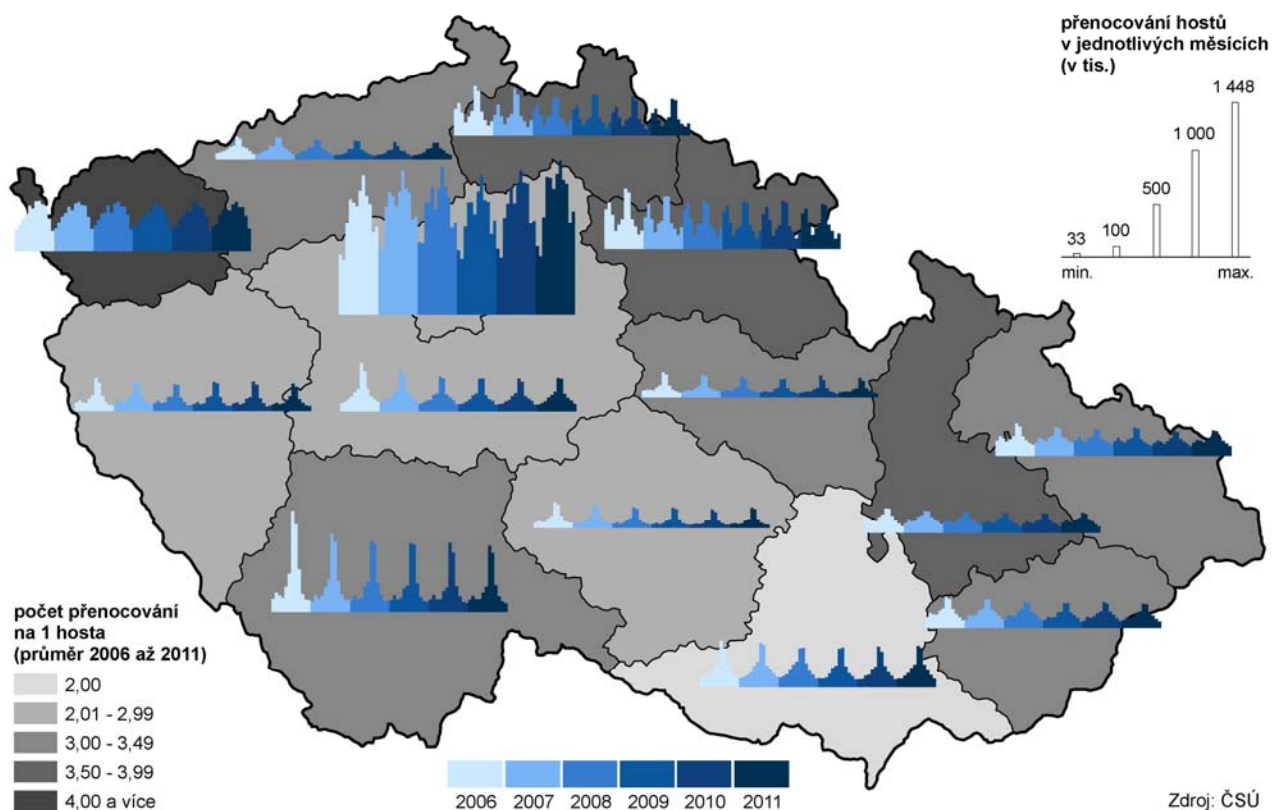 přenocování hostů
v jednotlivých měsících
(v tis.)
1 448
1 000
500
100
33
min.
max.
počet přenocování
na 1 hosta
(průměr 2006 až 2011)
2,00
2,01 - 2,99
3,00 - 3,49
3,50 - 3,99
4,00 a více
2006 2007 2008 2009 2010 2011
Zdroj: ČSÚ